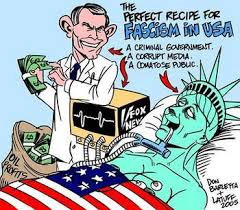 THE
PERFECT RECIPE FOR
FASCISM IN USA
A CRIMINAL GOVERNMENT.
A CORRUPT MEDIA.
A COMATOSE PUBLIC.
FOX
NEWS
OIL
PROFITS
DON
BARLETTA
+
LATUFF
2005